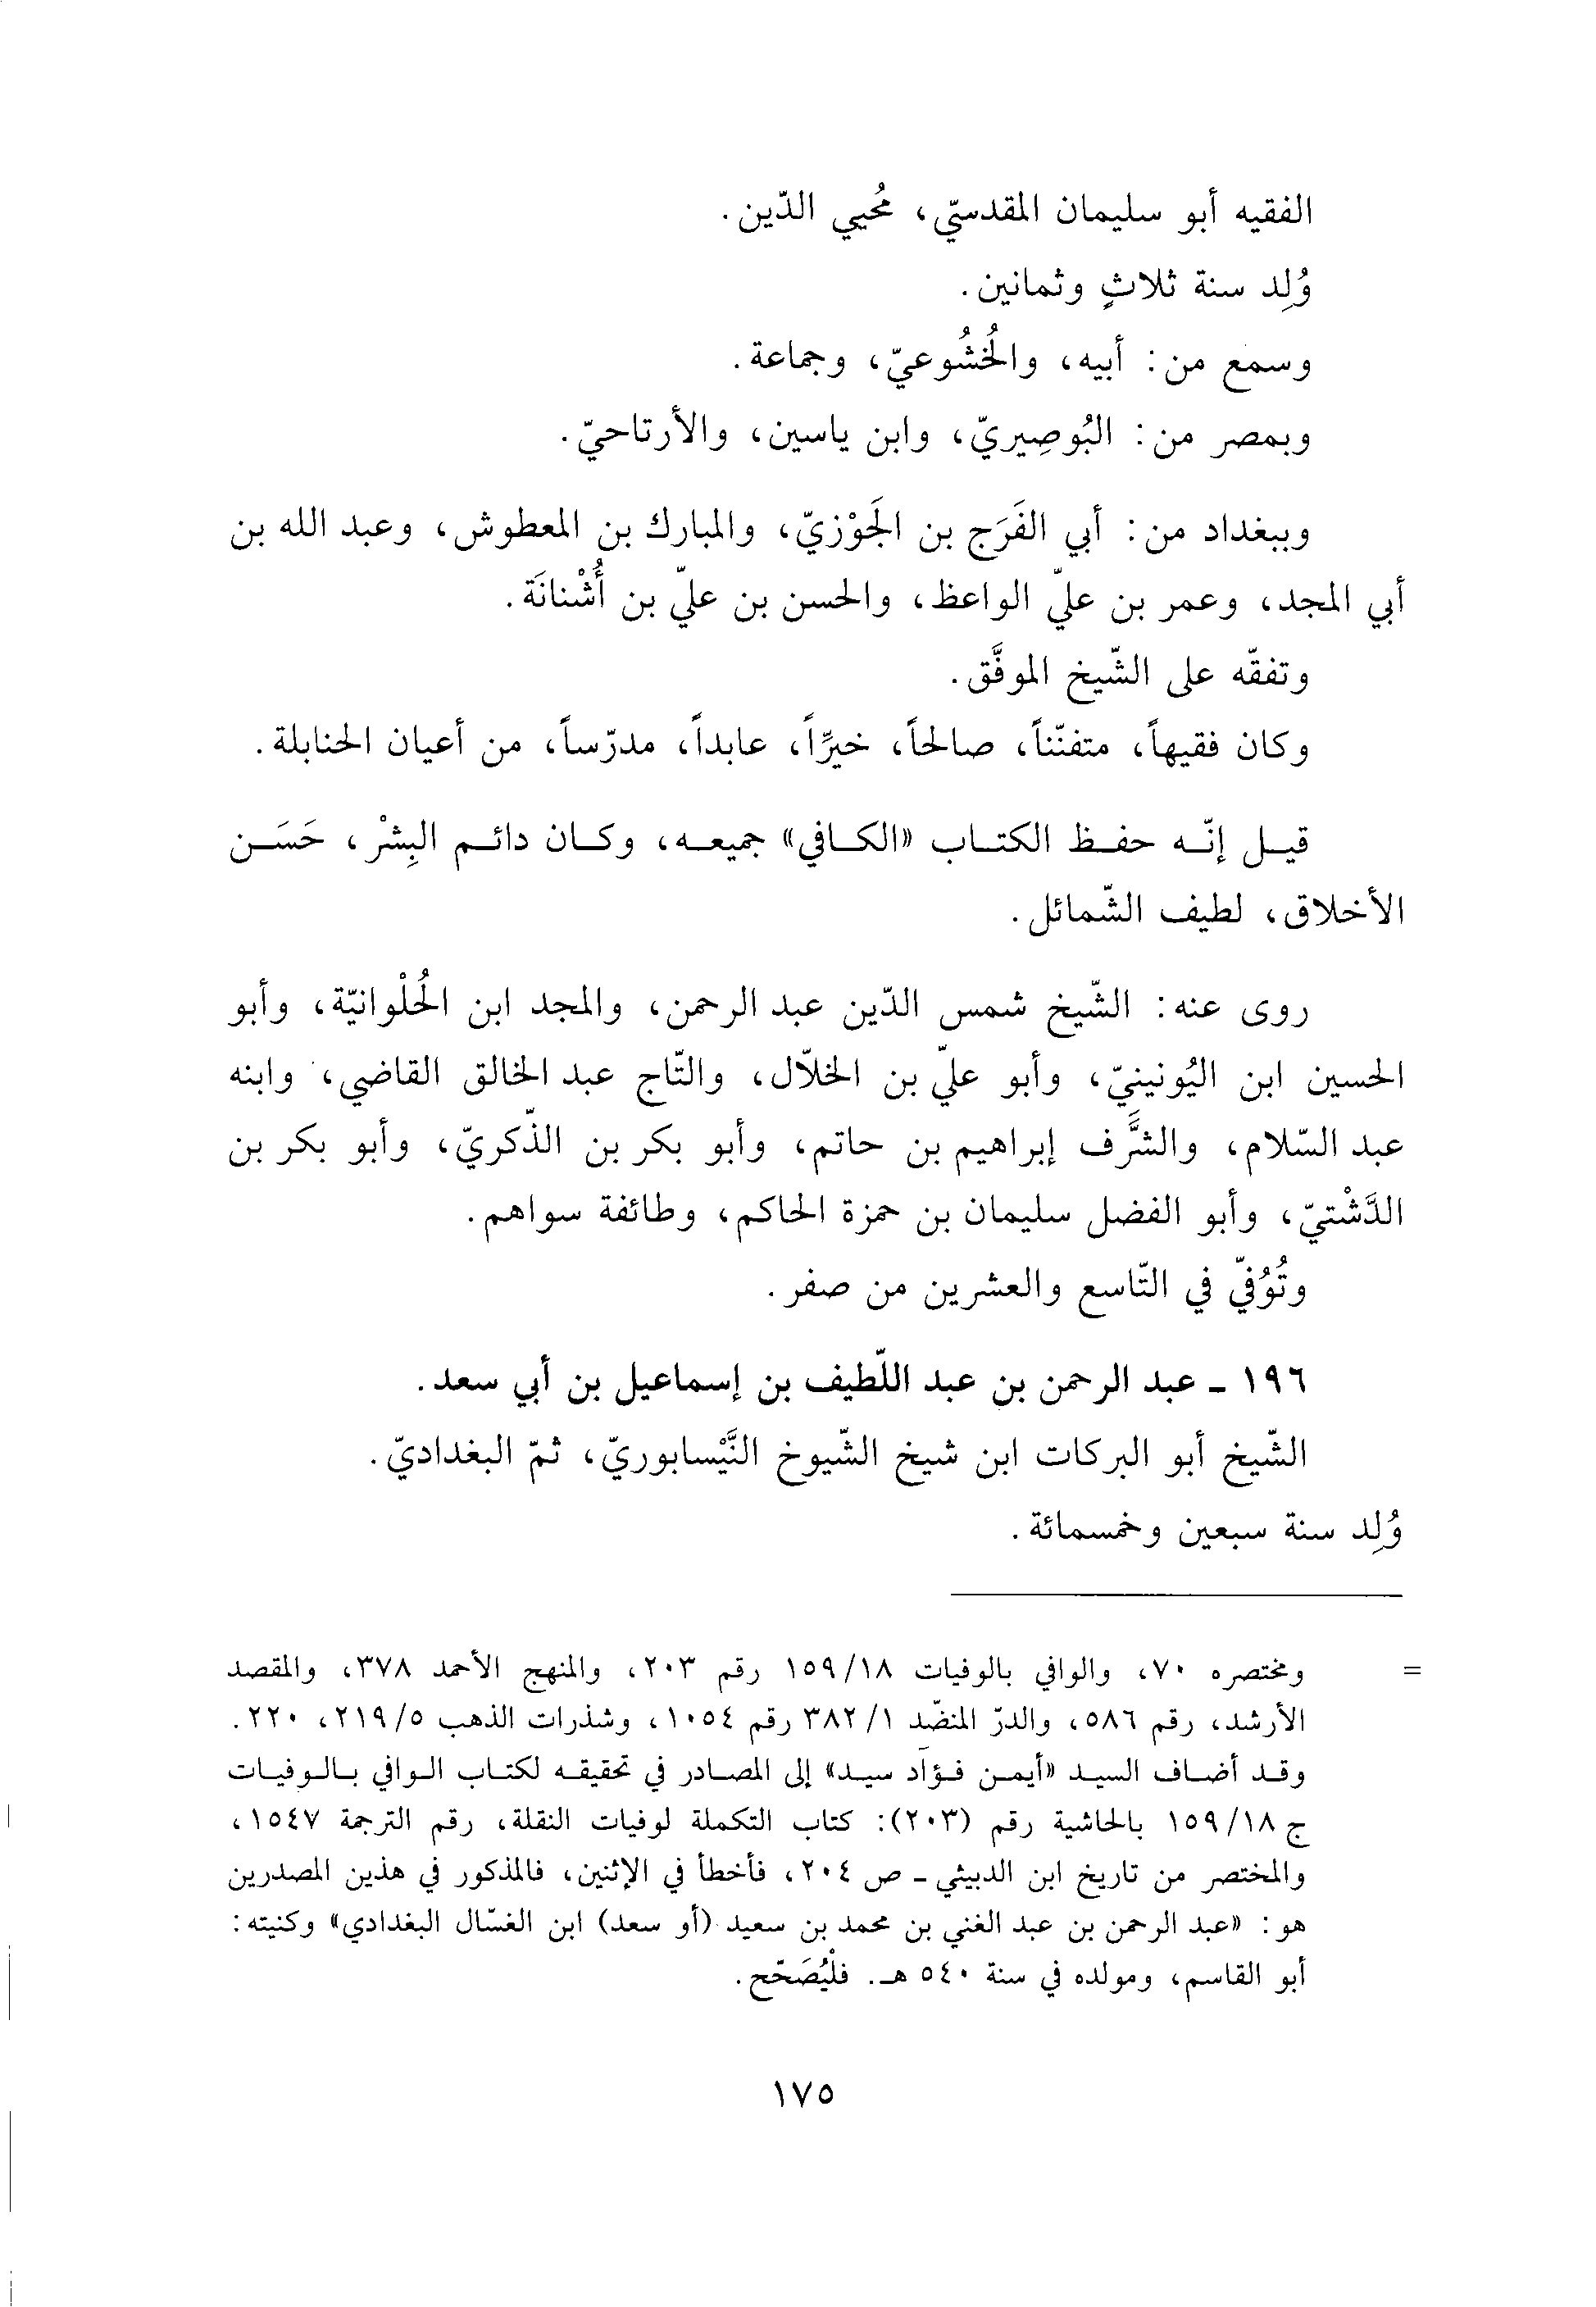 الفقيه أبو سليمان المقدسيّ، مُحيي الدّين.
وُلِد سنة ثلاثٍ وثمانين.
وسمع من: أبيه، والخُشُوعيّ، وجماعة.
وبمصر من: البُوصِيريّ، وابن ياسين، والأرتاحيّ.
وببغداد من: أبي الفَرَج بن الجَوْزيّ، والمبارك بن المعطوش، وعبد الله بن
أبي المجد، وعمر بن عليّ الواعظ، والحسن بن عليّ بن أُشْنانَة.
وتفقّه على الشّيخ الموفَّق.
وكان فقيهاً، متفنّناً، صالحاً، خيرِّاً، عابداً، مدرّساً، من أعيان الحنابلة.
قيل إنّه حفظ الكتاب «الكافي» جميعه، وكان دائم البِشْر، حَسَن
الأخلاق، لطيف الشّمائل.
روى عنه: الشّيخ شمس الدّين عبد الرحمن، والمجد ابن الحُلْوانيّة، وأبو
الحسين ابن اليُونينيّ، وأبو عليّ بن الخلّال، والتّاج عبد الخالق القاضي، وابنه
عبد السّلام، والشَّرف إبراهيم بن حاتم، وأبو بكر بن الذّكريّ، وأبو بكر بن
الدَّشْتيّ، وأبو الفضل سليمان بن حمزة الحاكم، وطائفة سواهم.
وتُوُفيّ في التّاسع والعشرين من صفر.
١٩٦ - عبد الرحمن بن عبد اللّطيف بن إسماعيل بن أبي سعد.
الشّيخ أبو البركات ابن شيخ الشّيوخ النَّيْسابوريّ، ثمّ البغداديّ.
وُلِد سنة سبعين وخمسمائة.
= ومختصره ٧٠، والوافي بالوفيات ١٥٩/١٨ رقم ٢٠٣، والمنهج الأحمد ٣٧٨، والمقصد
الأرشد، رقم ٥٨٦، والدرّ المنضّد ٣٨٢/١ رقم ١٠٥٤، وشذرات الذهب ٢١٩/٥، ٢٢٠.
وقد أضاف السيد «أيمن فؤاد سيد» إلى المصادر في تحقيقه لكتاب الوافي بالوفيات
ج ١٥٩/١٨ بالحاشية رقم (٢٠٣): كتاب التكملة لوفيات النقلة، رقم الترجمة ١٥٤٧،
والمختصر من تاريخ ابن الدبيثي - ص ٢٠٤، فأخطأ في الإثنين، فالمذكور في هذين المصدرين
هو: «عبد الرحمن بن عبد الغني بن محمد بن سعيد (أو سعد) ابن الغسّال البغدادي» وكنيته:
أبو القاسم، ومولده في سنة ٥٤٠ هـ. فلْيُصَحّح.
١٧٥